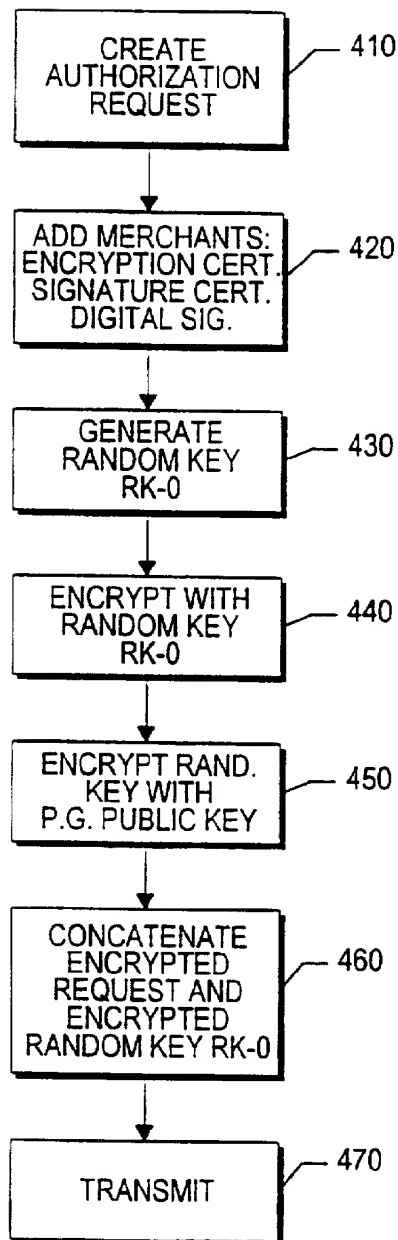 CREATE
AUTHORIZATION
REQUEST
410
ADD MERCHANTS:
ENCRYPTION CERT.
SIGNATURE CERT.
DIGITAL SIG.
420
GENERATE
RANDOM KEY
RK-0
430
ENCRYPT WITH
RANDOM KEY
RK-0
440
ENCRYPT RAND.
KEY WITH
P.G. PUBLIC KEY
450
CONCATENATE
ENCRYPTED
REQUEST AND
ENCRYPTED
RANDOM KEY RK-0
460
TRANSMIT
470